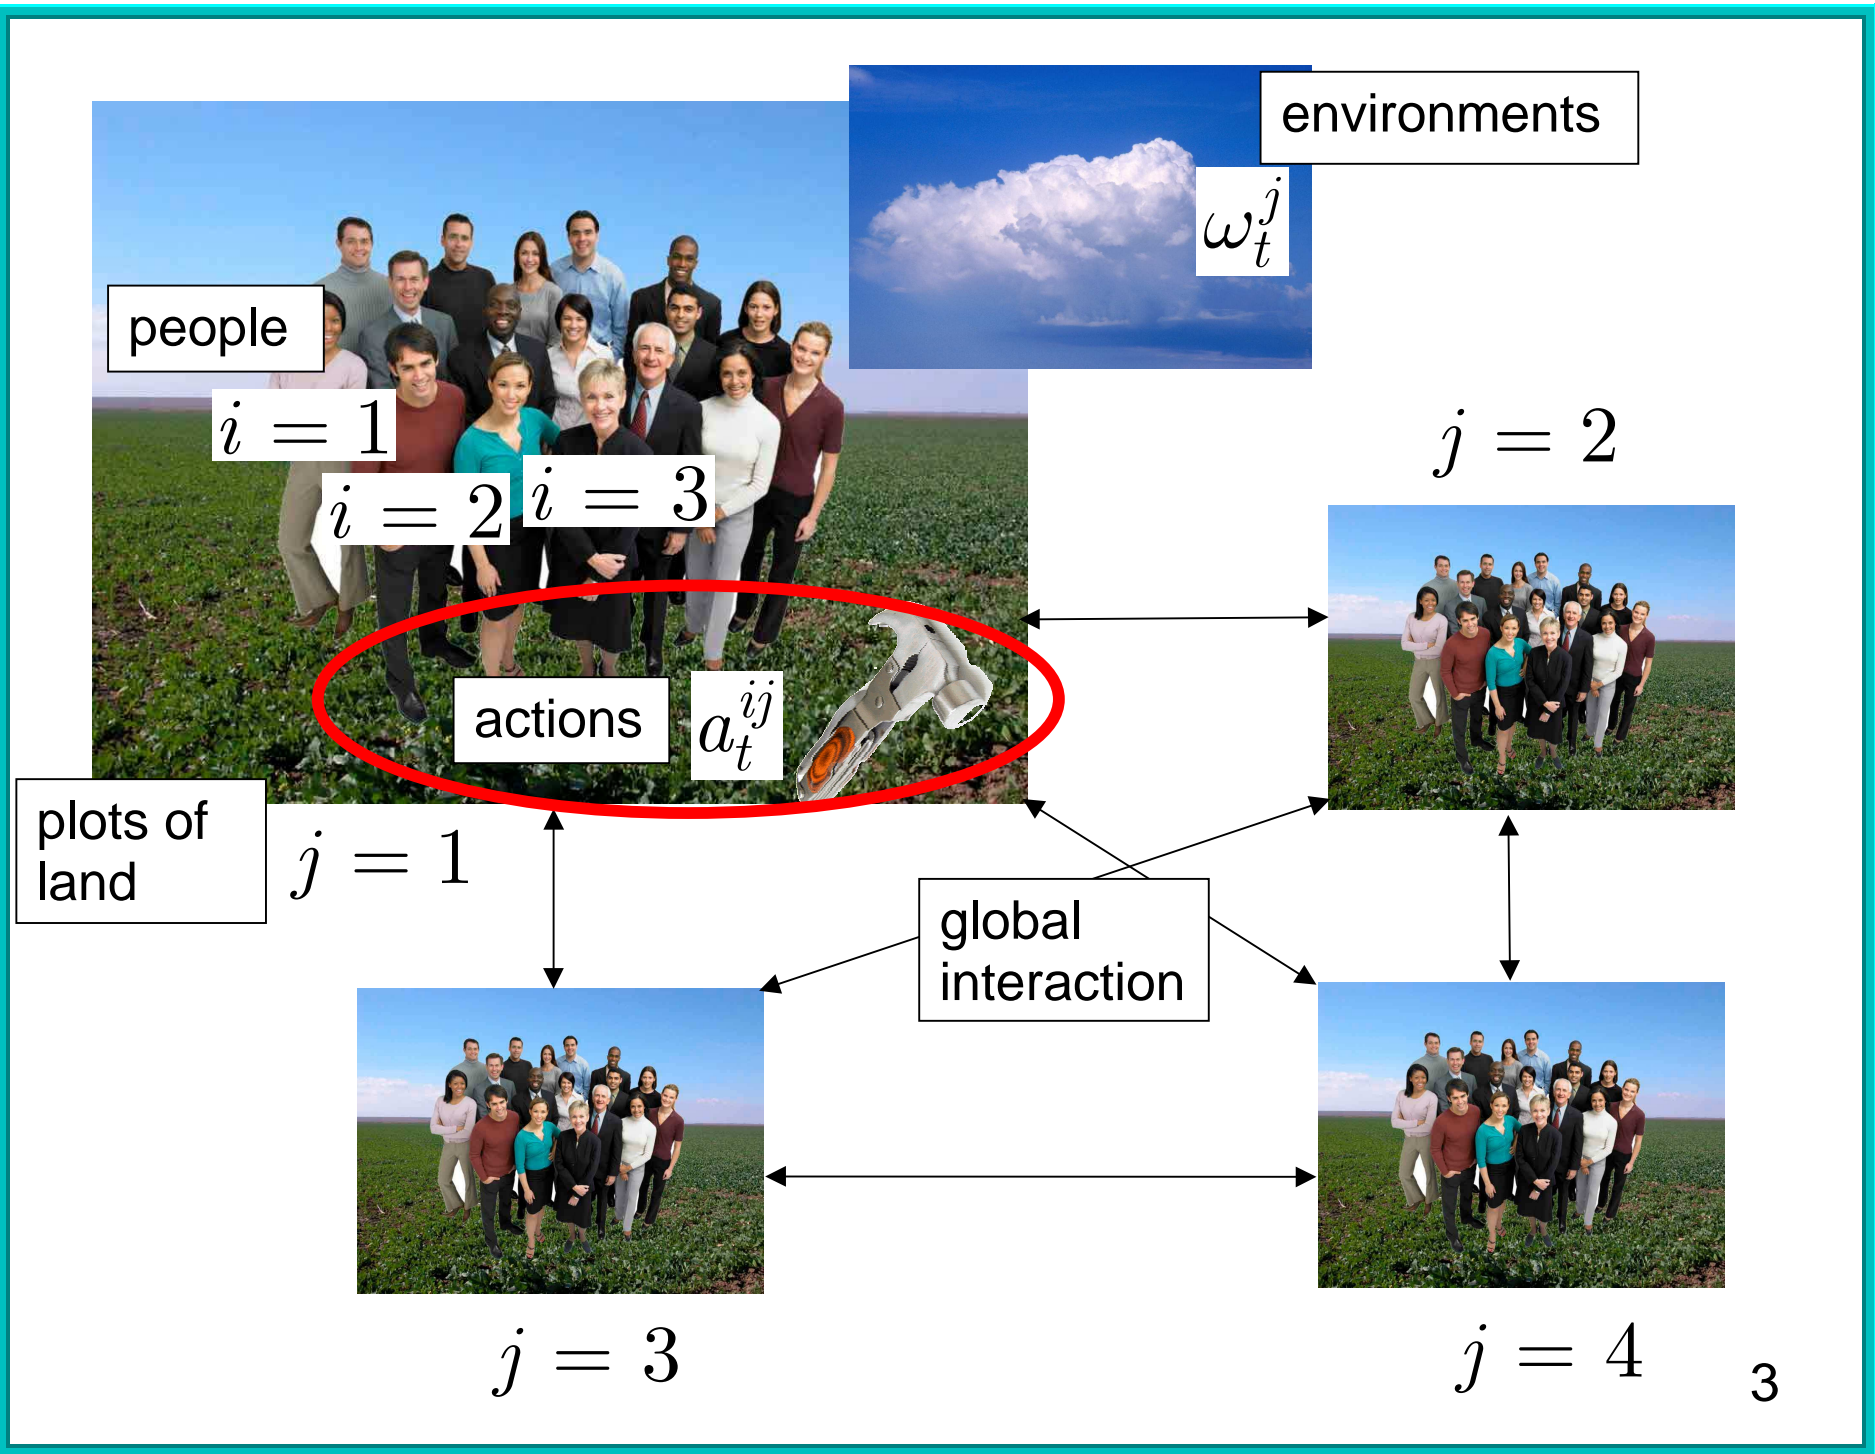 environments
ω_t^j
people
i = 1
i = 2
i = 3
j = 2
actions
a_t^{ij}
plots of
land
j = 1
global
interaction
j = 3
j = 4
3